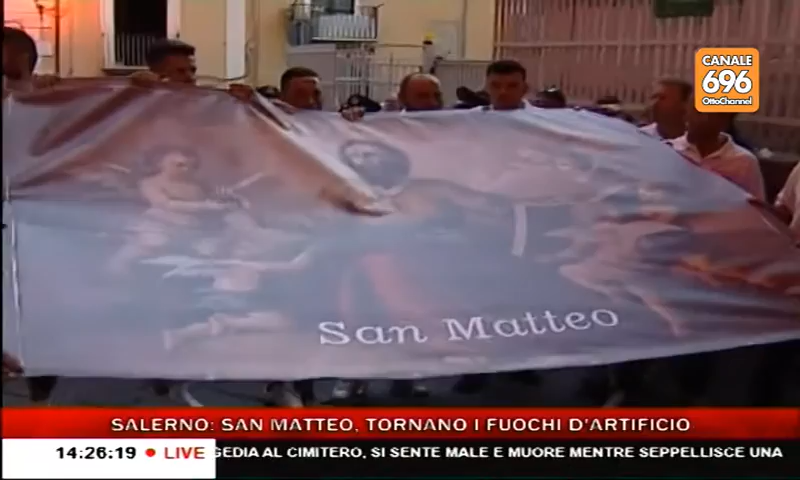 CANALE
696
OttoChannel
San Matteo
SALERNO: SAN MATTEO, TORNANO I FUOCHI D'ARTIFICIO
14:26:19 LIVE GEDIA AL CIMITERO, SI SENTE MALE E MUORE MENTRE SEPPELLISCE UNA